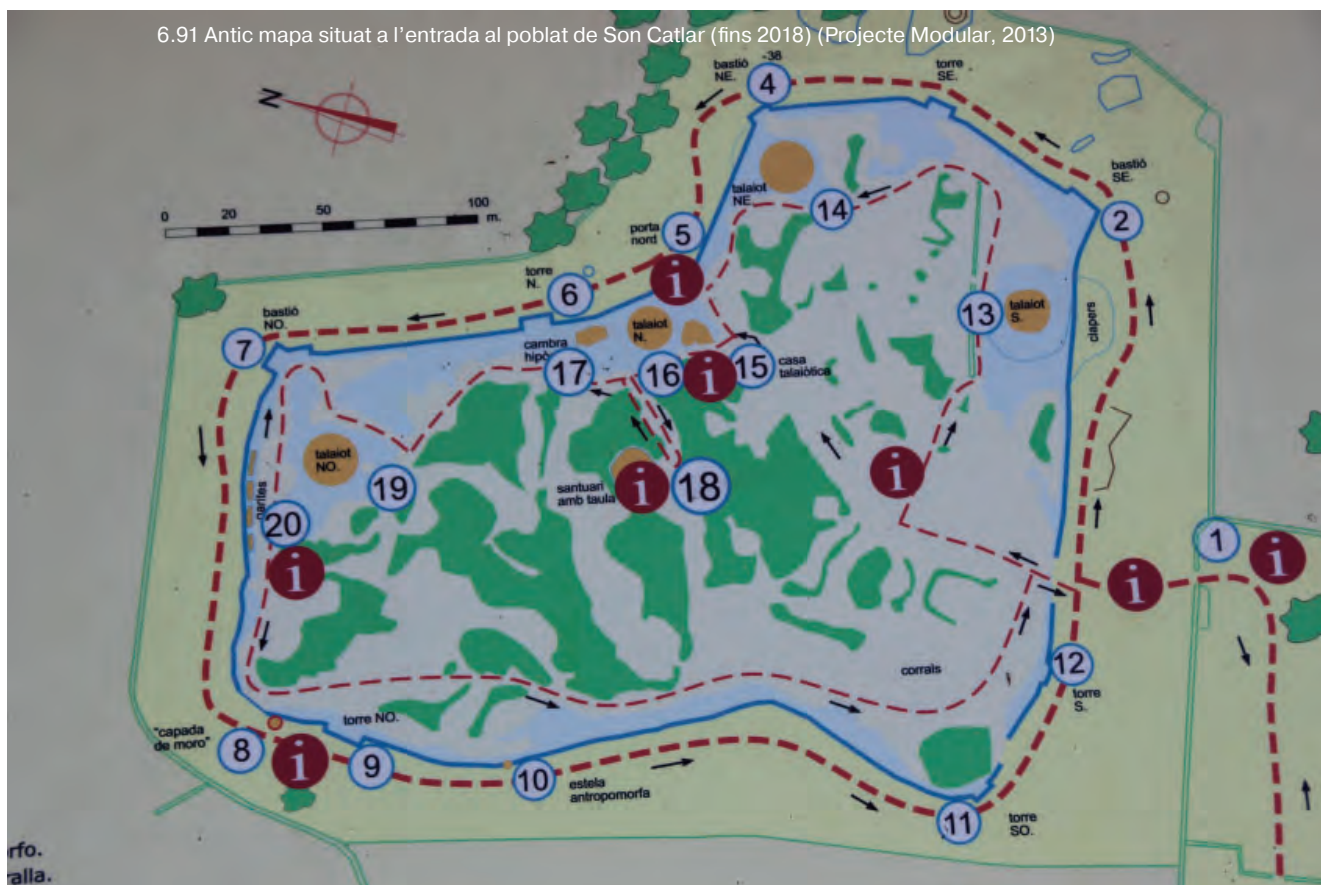 6.91 Antic mapa situat a l'entrada al poblat de Son Catlar (fins 2018) (Projecte Modular, 2013)
N
0 20 50 100
m.
bastió
NE.
-38
4
torre
SE.
bastió
SE.
2
talaiot
NE.
14
porta
nord
5
i
torre
N.
6
bastió
NO.
7
cambra
hipò
17
talaiot
N.
16
i
15
casa
talaiòtica
13
talaiot
S.
clapers
talaiot
NO.
19
santuari
amb taula
i
18
i
garites
20
i
i
1
i
12
torre
S.
corrals
torre NO.
"capada
de moro"
8
i
9
10
estela
antropomorfa
11
torre
SO.
rfo.
ralla.